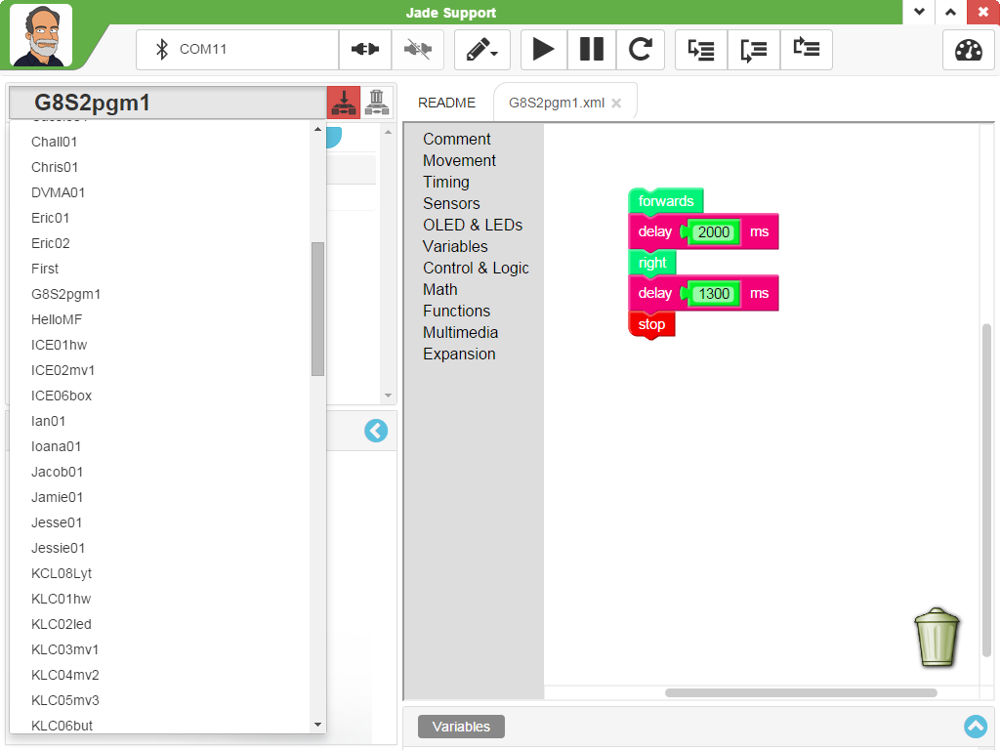 Jade Support
COM11
G8S2pgm1
README
G8S2pgm1.xml
Chall01
Chris01
DVMA01
Eric01
Eric02
First
G8S2pgm1
HelloMF
ICE01hw
ICE02mv1
ICE06box
Ian01
Ioana01
Jacob01
Jamie01
Jesse01
Jessie01
KCL08Lyt
KLC01hw
KLC02led
KLC03mv1
KLC04mv2
KLC05mv3
KLC06but
Comment
Movement
Timing
Sensors
OLED & LEDs
Variables
Control & Logic
Math
Functions
Multimedia
Expansion
forwards
delay 2000 ms
right
delay 1300 ms
stop
Variables